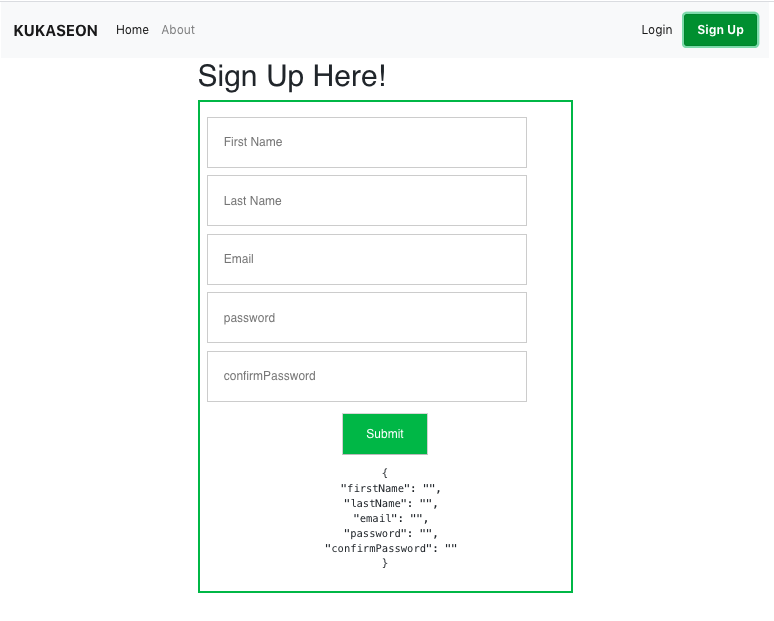 KUKASEON Home About Login Sign Up
Sign Up Here!
First Name
Last Name
Email
password
confirmPassword
Submit
{
"firstName": "",
"lastName": "",
"email": "",
"password": "",
"confirmPassword": ""
}